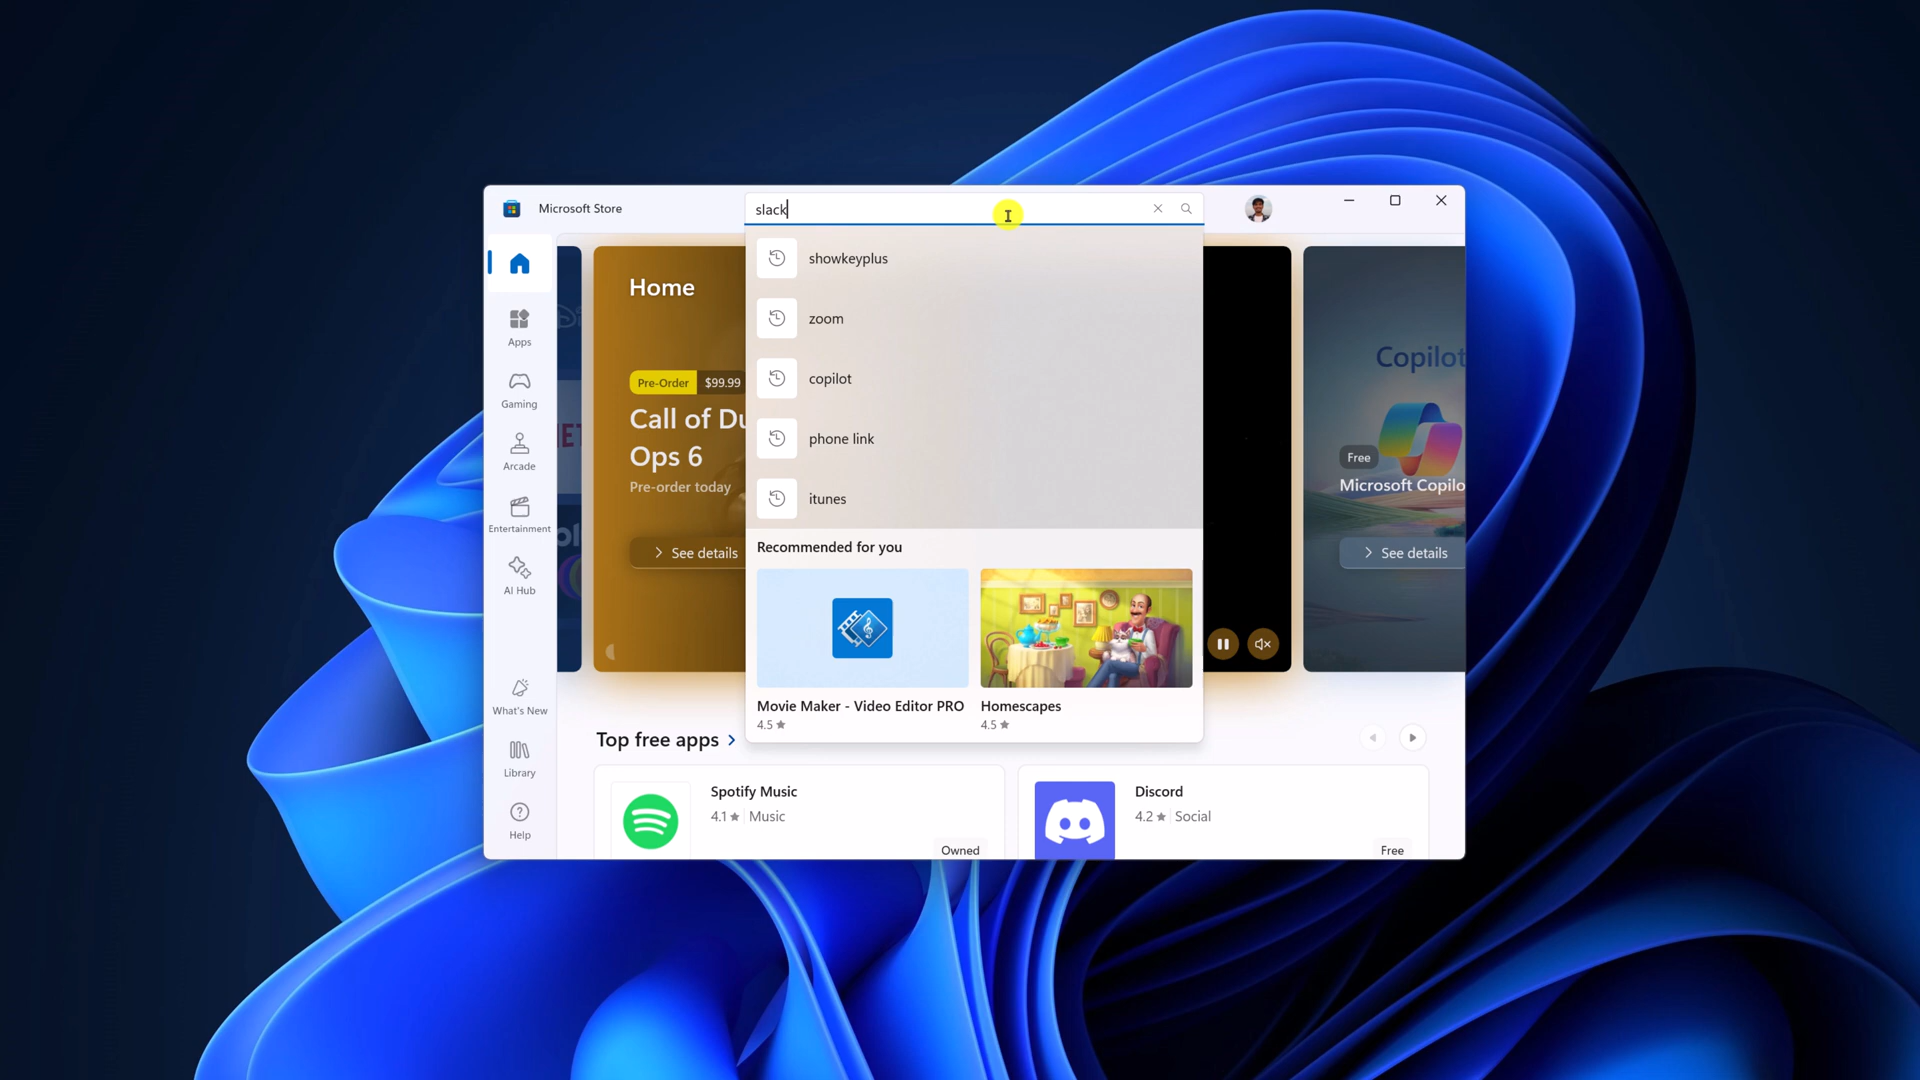 Microsoft Store
slack
Home
Apps
Gaming
Arcade
Entertainment
AI Hub
What's New
Library
Help
showkeyplus
zoom
copilot
phone link
itunes
Recommended for you
Movie Maker - Video Editor PRO
4.5 ★
Homescapes
4.5 ★
Pre-Order $99.99
Call of Du
Ops 6
Pre-order today
See details
Copilot
Free
Microsoft Copilo
See details
Top free apps
Spotify Music
4.1 ★ Music
Owned
Discord
4.2 ★ Social
Free